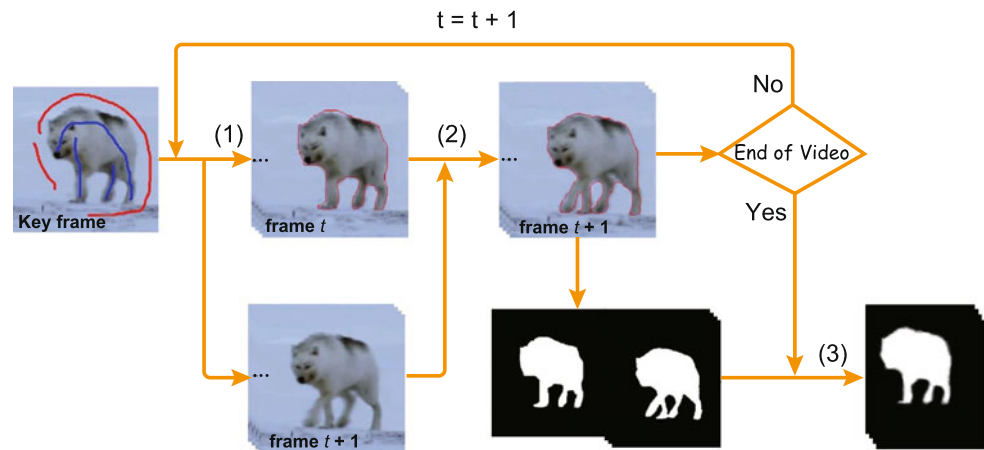 t = t + 1
No
(1)
(2)
...
...
End of Video
Key frame
frame t
frame t + 1
Yes
(3)
...
frame t + 1